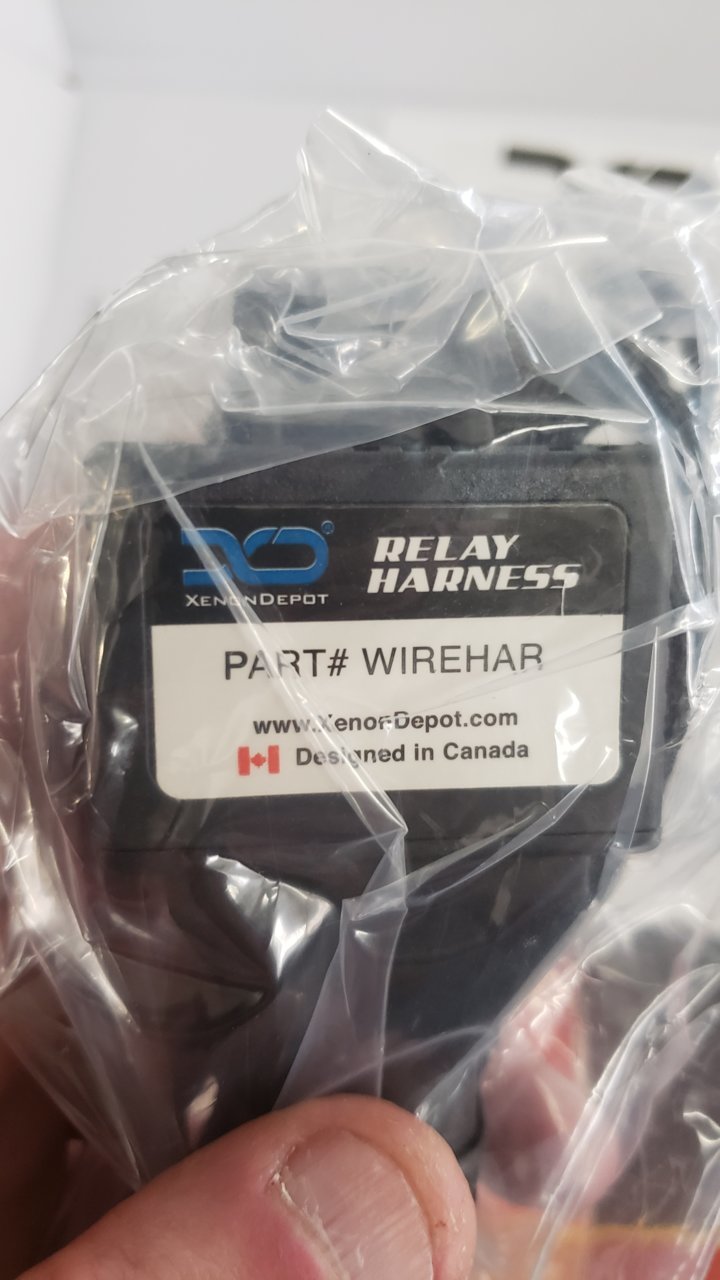 XENONDEPOT
RELAY
HARNESS
PART# WIREHAR
www.XenonDepot.com
Designed in Canada